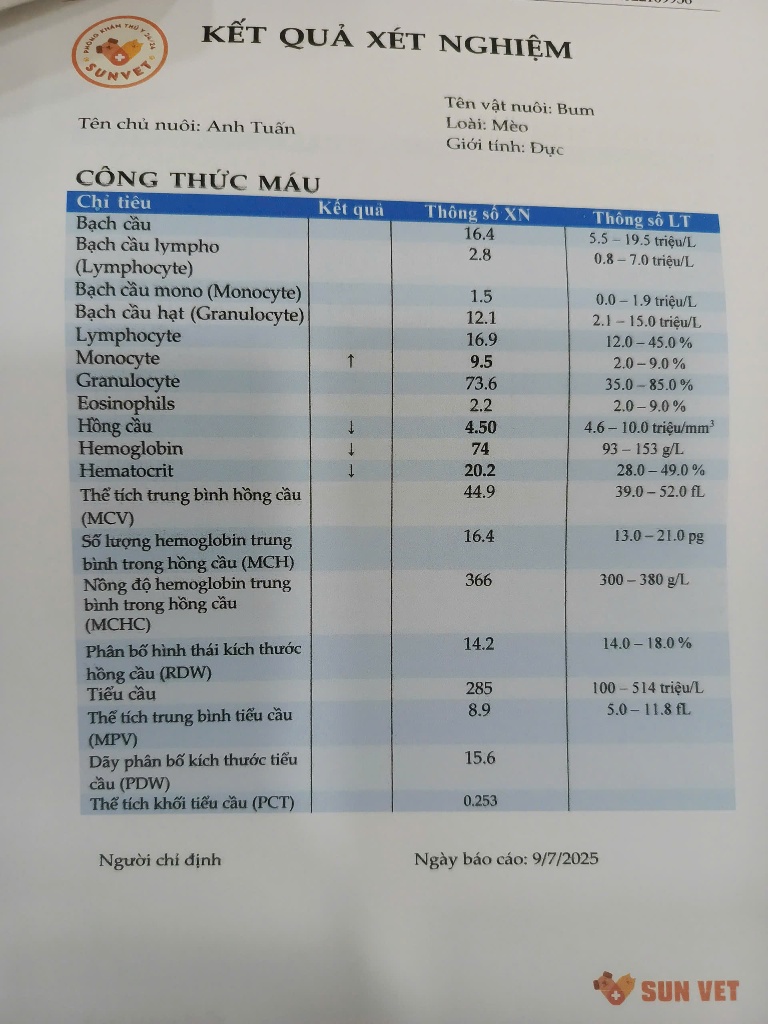 PHÒNG KHÁM THÚ Y 24/24
SUNVET
KẾT QUẢ XÉT NGHIỆM
Tên chủ nuôi: Anh Tuấn
Tên vật nuôi: Bum
Loài: Mèo
Giới tính: Đực
CÔNG THỨC MÁU
Chỉ tiêu Kết quả Thông số XN Thông số LT
Bạch cầu 16.4 5.5 – 19.5 triệu/L
Bạch cầu lympho (Lymphocyte) 2.8 0.8 – 7.0 triệu/L
Bạch cầu mono (Monocyte) 1.5 0.0 – 1.9 triệu/L
Bạch cầu hạt (Granulocyte) 12.1 2.1 – 15.0 triệu/L
Lymphocyte 16.9 12.0 – 45.0 %
Monocyte ↑ 9.5 2.0 – 9.0 %
Granulocyte 73.6 35.0 – 85.0 %
Eosinophils 2.2 2.0 – 9.0 %
Hồng cầu ↓ 4.50 4.6 – 10.0 triệu/mm³
Hemoglobin ↓ 74 93 – 153 g/L
Hematocrit ↓ 20.2 28.0 – 49.0 %
Thể tích trung bình hồng cầu (MCV) 44.9 39.0 – 52.0 fL
Số lượng hemoglobin trung bình trong hồng cầu (MCH) 16.4 13.0 – 21.0 pg
Nồng độ hemoglobin trung bình trong hồng cầu (MCHC) 366 300 – 380 g/L
Phân bố hình thái kích thước hồng cầu (RDW) 14.2 14.0 – 18.0 %
Tiểu cầu 285 100 – 514 triệu/L
Thể tích trung bình tiểu cầu (MPV) 8.9 5.0 – 11.8 fL
Dãy phân bố kích thước tiểu cầu (PDW) 15.6
Thể tích khối tiểu cầu (PCT) 0.253
Người chỉ định
Ngày báo cáo: 9/7/2025
SUN VET